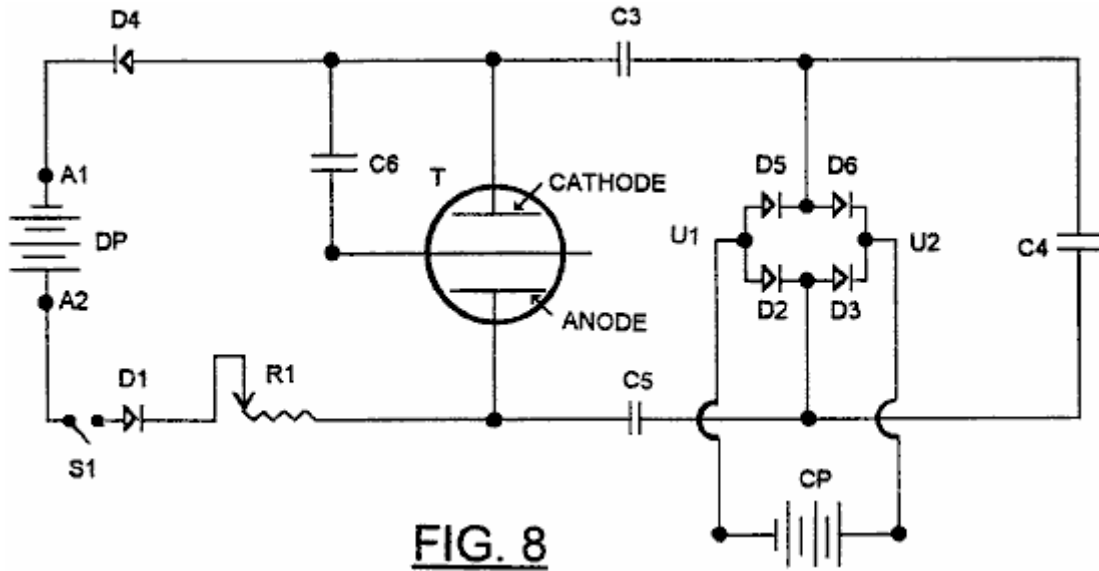 D4
C3
C6
T
CATHODE
D5
D6
A1
DP
U1
U2
C4
A2
D2
D3
ANODE
D1
R1
C5
S1
CP
FIG. 8